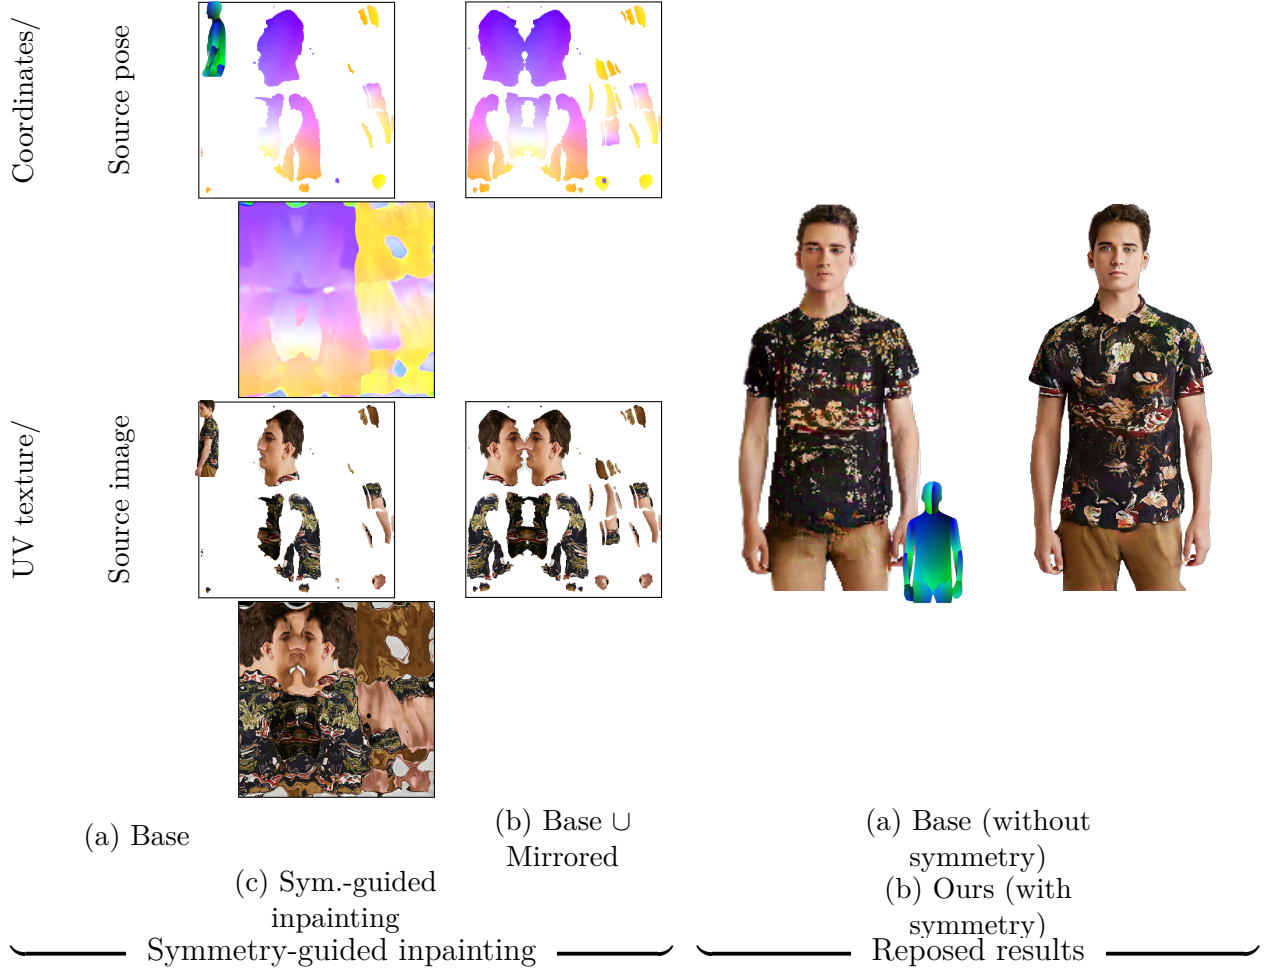 Coordinates/
Source pose
UV texture/
Source image
(a) Base
(b) Base ∪
Mirrored
(c) Sym.-guided
inpainting
(a) Base (without
symmetry)
(b) Ours (with
symmetry)
Symmetry-guided inpainting
Reposed results